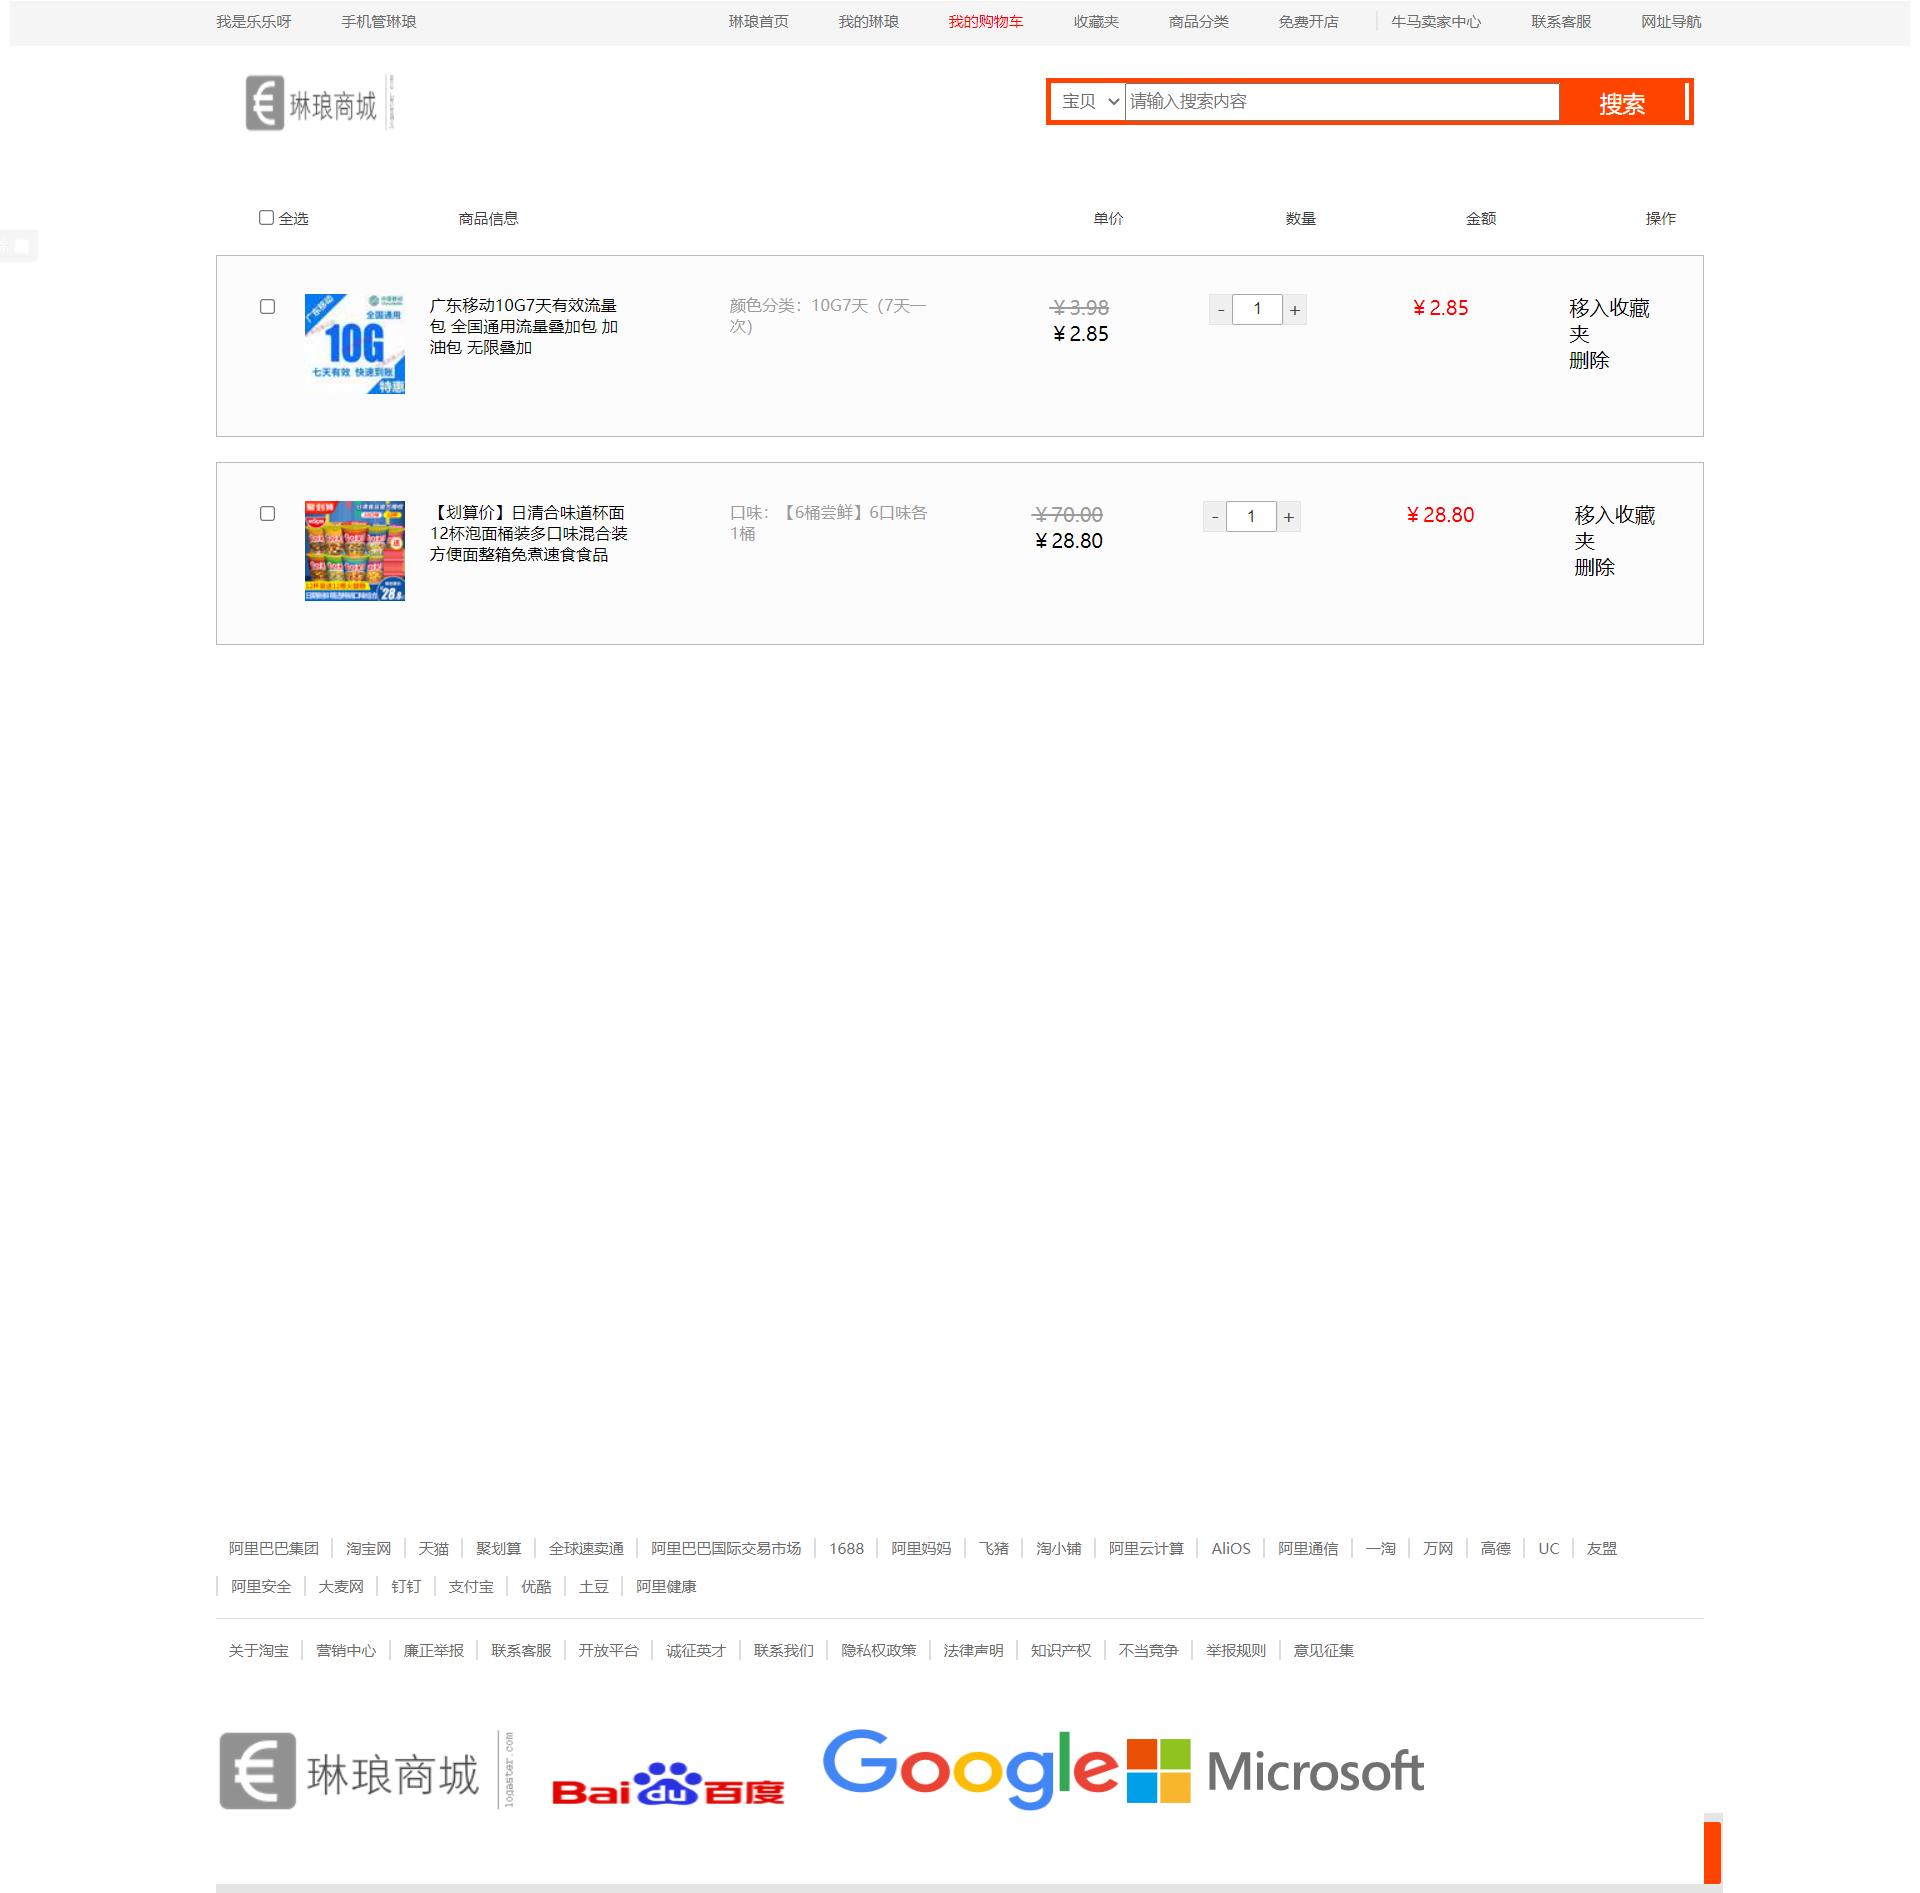 我是乐乐呀 手机管琳琅 琳琅首页 我的琳琅 我的购物车 收藏夹 商品分类 免费开店 牛马卖家中心 联系客服 网址导航
琳琅商城
宝贝 请输入搜索内容 搜索
全选 商品信息 单价 数量 金额 操作
广东移动
中国移动
全国通用
10G
七天有效 快速到账
特惠
广东移动10G7天有效流量
包 全国通用流量叠加包 加
油包 无限叠加
颜色分类：10G7天（7天一
次）
￥3.98
￥2.85
- 1 +
￥2.85
移入收藏
夹
删除
聚划算
28.8
【划算价】日清合味道杯面
12杯泡面桶装多口味混合装
方便面整箱免煮速食食品
口味：【6桶尝鲜】6口味各
1桶
￥70.00
￥28.80
- 1 +
￥28.80
移入收藏
夹
删除
阿里巴巴集团 淘宝网 天猫 聚划算 全球速卖通 阿里巴巴国际交易市场 1688 阿里妈妈 飞猪 淘小铺 阿里云计算 AliOS 阿里通信 一淘 万网 高德 UC 友盟
阿里安全 大麦网 钉钉 支付宝 优酷 土豆 阿里健康
关于淘宝 营销中心 廉正举报 联系客服 开放平台 诚征英才 联系我们 隐私权政策 法律声明 知识产权 不当竞争 举报规则 意见征集
琳琅商城 logaster.com Bai du 百度 Google Microsoft